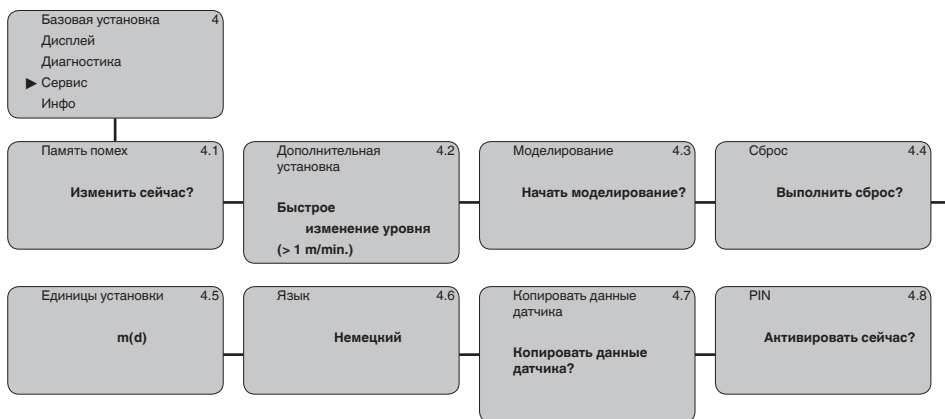 Базовая установка 4
Дисплей
Диагностика
▶ Сервис
Инфо
Память помех 4.1
Изменить сейчас?
Дополнительная 4.2
установка
Быстрое
изменение уровня
(> 1 m/min.)
Моделирование 4.3
Начать моделирование?
Сброс 4.4
Выполнить сброс?
Единицы установки 4.5
m(d)
Язык 4.6
Немецкий
Копировать данные 4.7
датчика
Копировать данные
датчика?
PIN 4.8
Активировать сейчас?